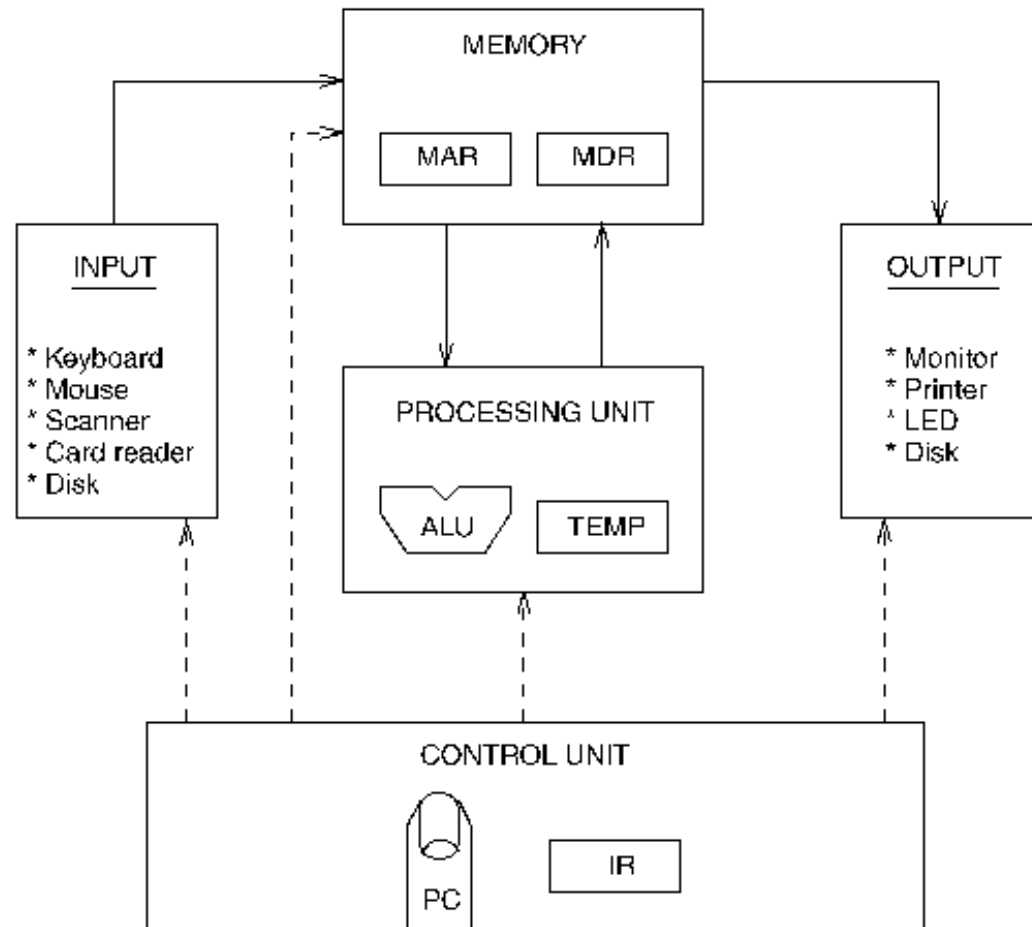 MEMORY
MAR
MDR
INPUT
* Keyboard
* Mouse
* Scanner
* Card reader
* Disk
OUTPUT
* Monitor
* Printer
* LED
* Disk
PROCESSING UNIT
ALU
TEMP
CONTROL UNIT
IR
PC